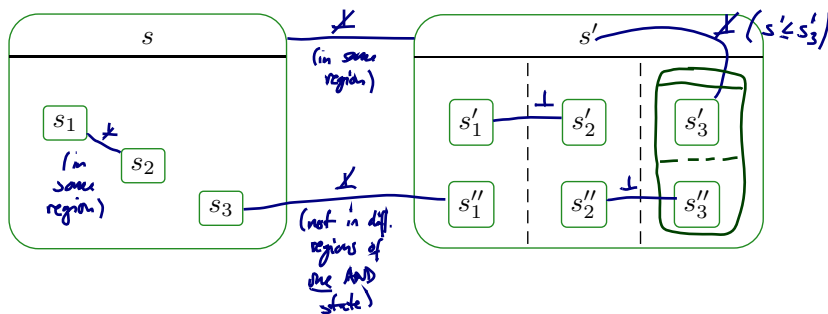 s
⊥̸
(in same
region)
s′
⊥̸ (s′ ≤ s′₃)
s₁
⊥̸
s₂
(in
same
region)
s₃
⊥̸
(not in diff.
regions of
one AND
state)
s′₁
⊥
s′₂
s′₃
s″₁
s″₂
⊥
s″₃